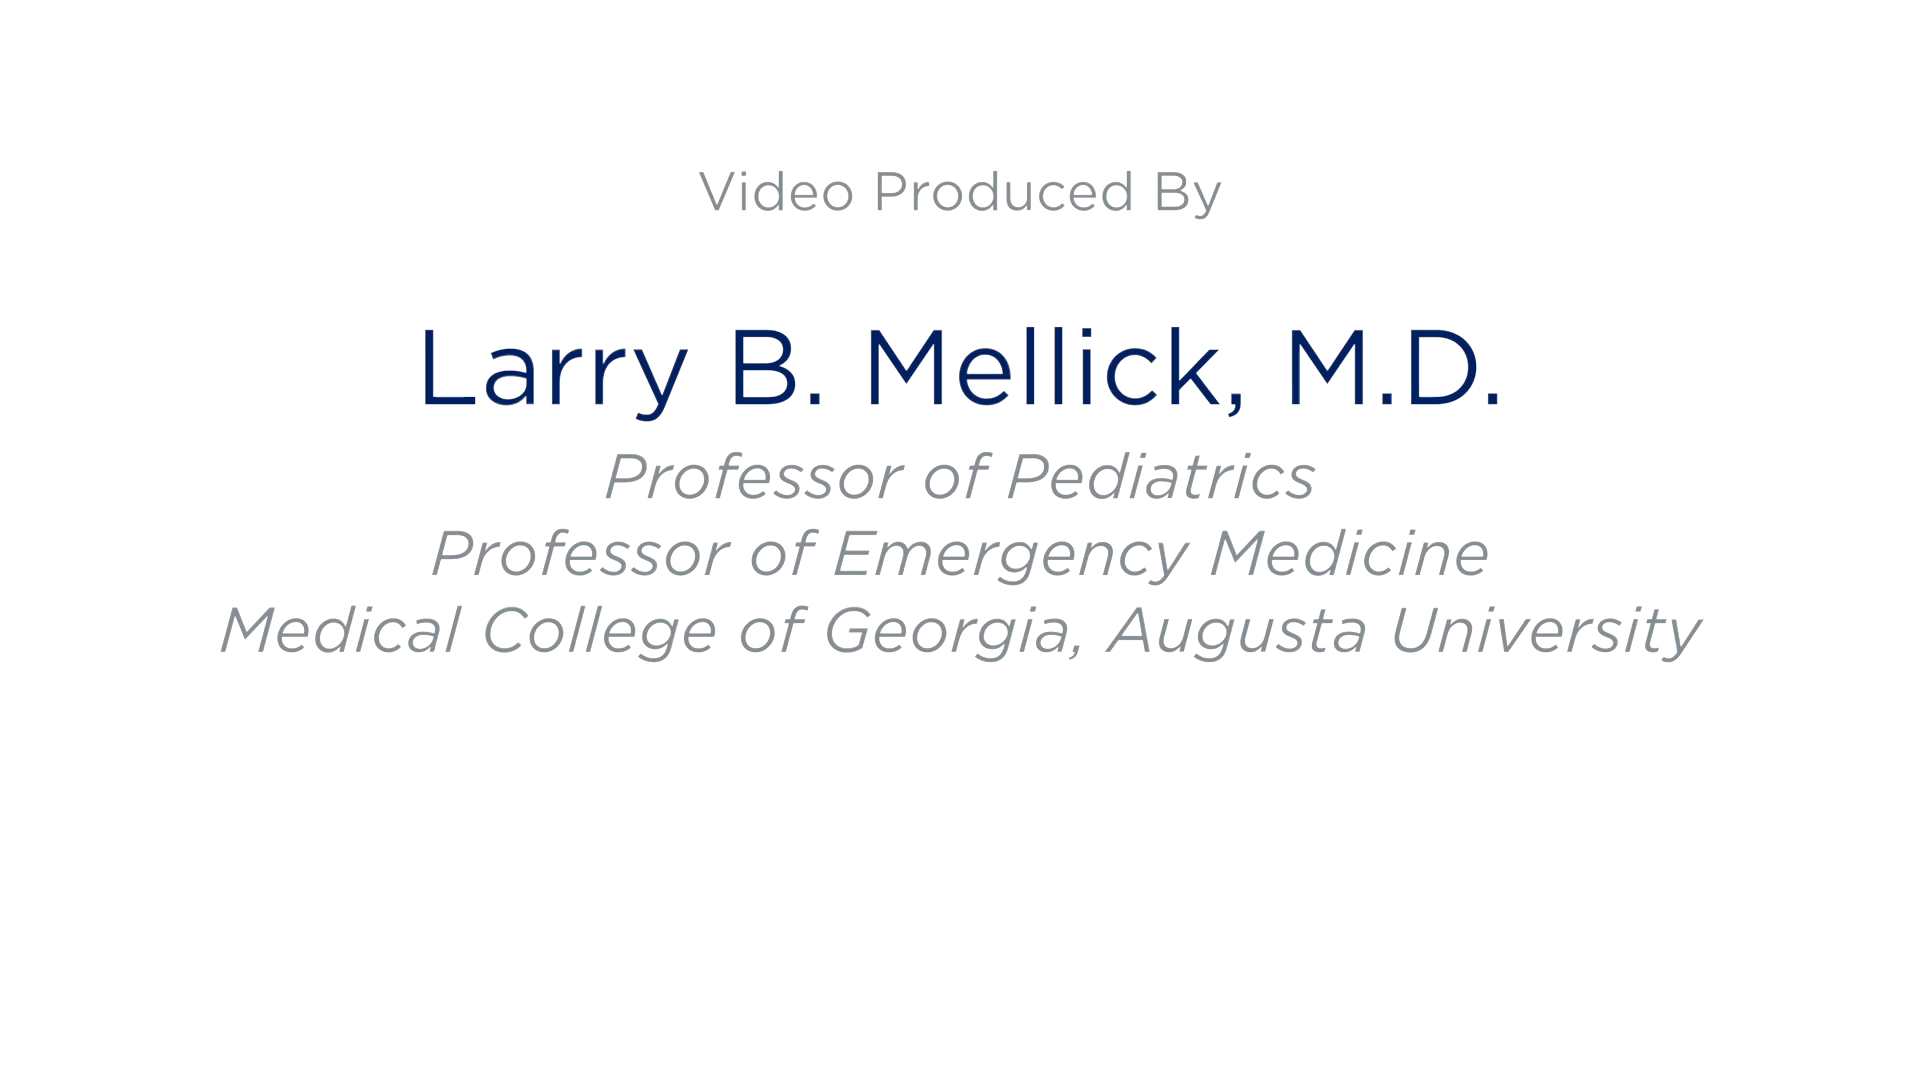 Video Produced By
Larry B. Mellick, M.D.
Professor of Pediatrics
Professor of Emergency Medicine
Medical College of Georgia, Augusta University